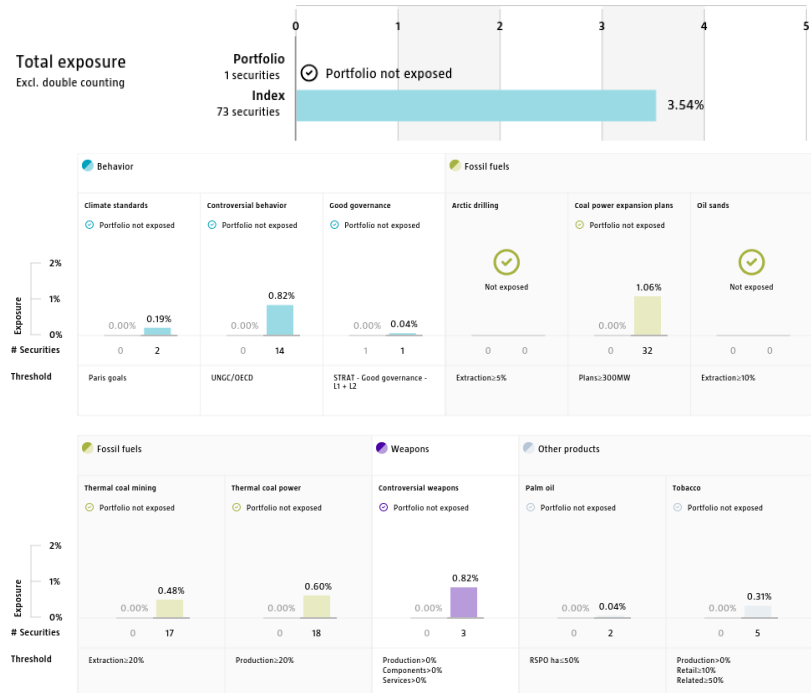 0 1 2 3 4 5
Total exposure
Excl. double counting
Portfolio
1 securities
Portfolio not exposed
Index
73 securities
3.54%
Behavior
Fossil fuels
Climate standards
Controversial behavior
Good governance
Arctic drilling
Coal power expansion plans
Oil sands
Portfolio not exposed
Portfolio not exposed
Portfolio not exposed
Portfolio not exposed
Not exposed
Not exposed
Exposure
2%
1%
0%
0.00% 0.19%
0.00% 0.82%
0.00% 0.04%
0.00% 1.06%
# Securities
0 2
0 14
1 1
0 0
0 32
0 0
Threshold
Paris goals
UNGC/OECD
STRAT - Good governance -
L1 + L2
Extraction≥5%
Plans≥300MW
Extraction≥10%
Fossil fuels
Weapons
Other products
Thermal coal mining
Thermal coal power
Controversial weapons
Palm oil
Tobacco
Portfolio not exposed
Portfolio not exposed
Portfolio not exposed
Portfolio not exposed
Portfolio not exposed
Exposure
2%
1%
0%
0.00% 0.48%
0.00% 0.60%
0.00% 0.82%
0.00% 0.04%
0.00% 0.31%
# Securities
0 17
0 18
0 3
0 2
0 5
Threshold
Extraction≥20%
Production≥20%
Production>0%
Components>0%
Services>0%
RSPO ha≤50%
Production>0%
Retail≥10%
Related≥50%